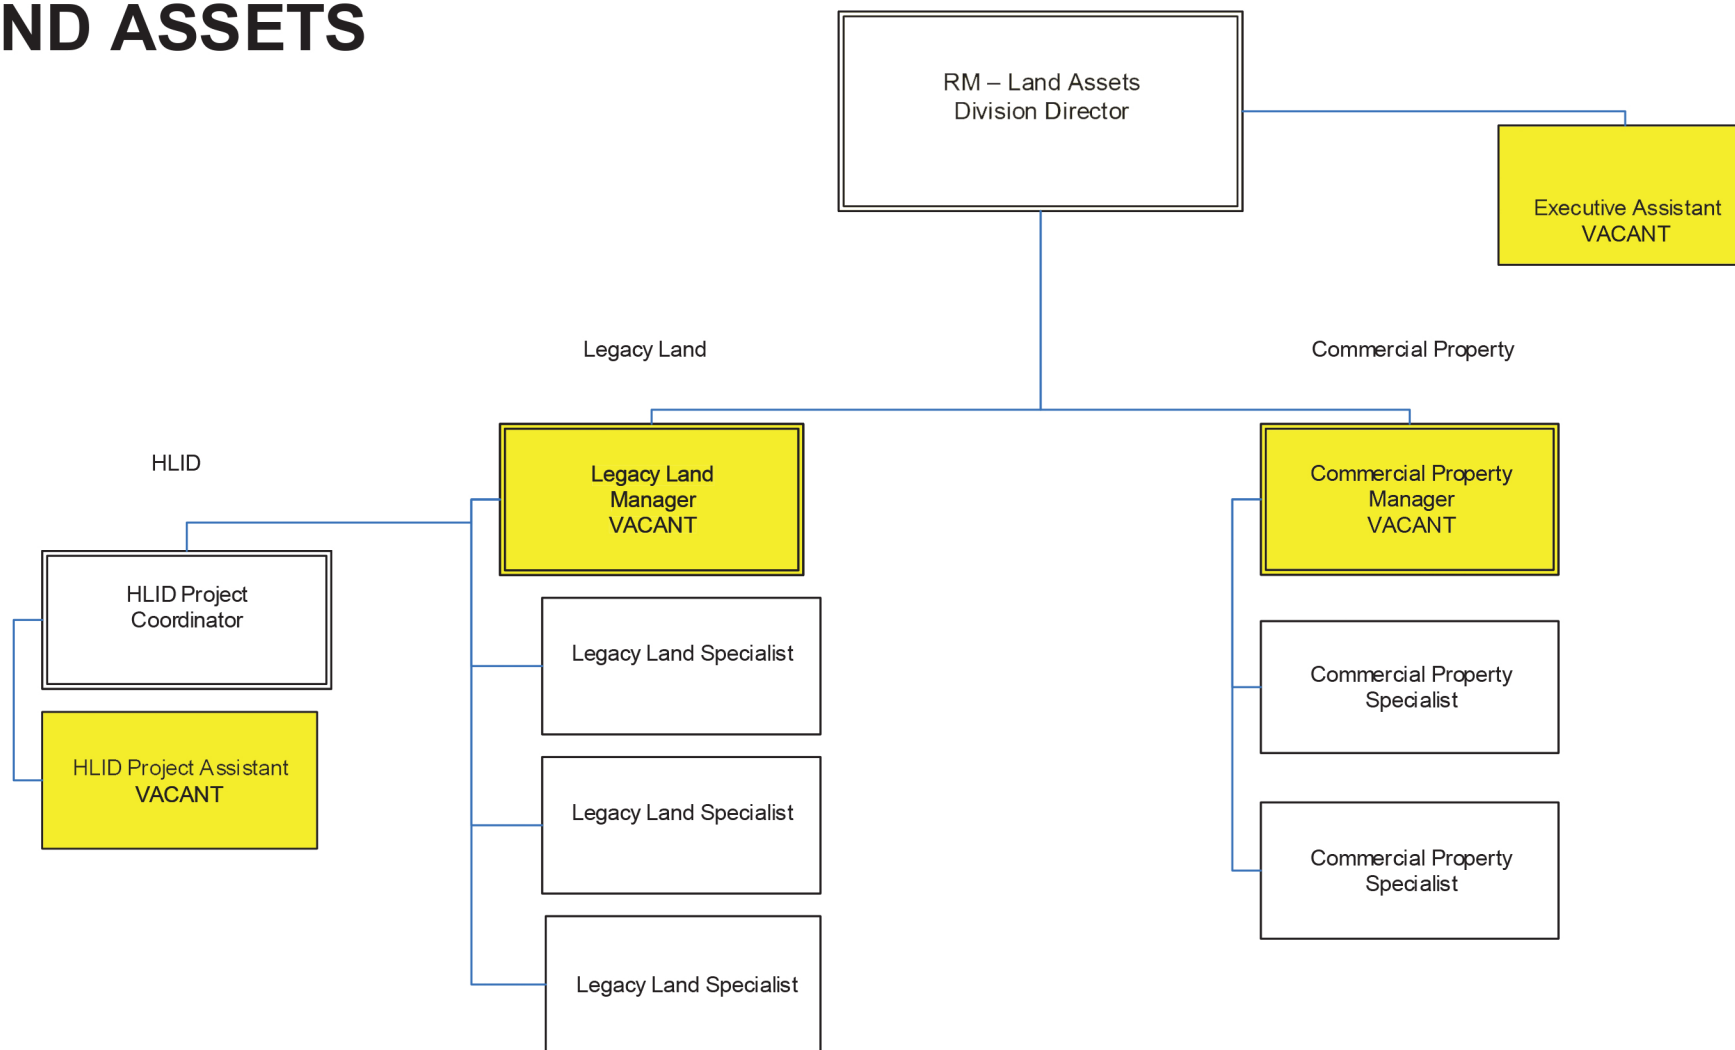 ND ASSETS
RM – Land Assets
Division Director
Executive Assistant
VACANT
Legacy Land
Commercial Property
HLID
Legacy Land
Manager
VACANT
Commercial Property
Manager
VACANT
HLID Project
Coordinator
HLID Project Assistant
VACANT
Legacy Land Specialist
Legacy Land Specialist
Legacy Land Specialist
Commercial Property
Specialist
Commercial Property
Specialist